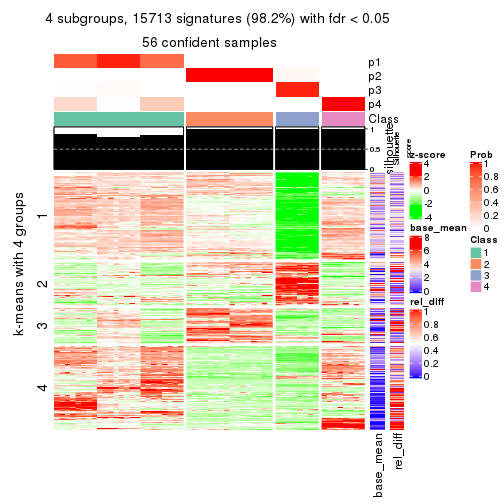 4 subgroups, 15713 signatures (98.2%) with fdr < 0.05
56 confident samples
p1
p2
p3
p4
Class
1
0.5
0
silhouette
Silhouette
score
k-means with 4 groups
1
2
3
4
base_mean
rel_diff
z-score
4
2
0
-2
-4
base_mean
8
6
4
2
0
rel_diff
1
0.8
0.6
0.4
0.2
0
Prob
1
0.8
0.6
0.4
0.2
0
Class
1
2
3
4